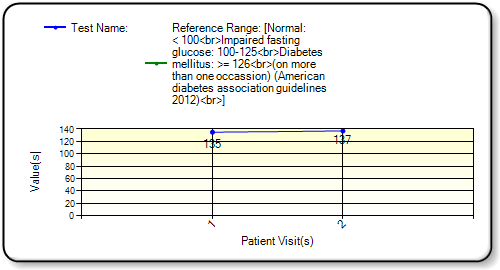 Test Name:
Reference Range: [Normal:
< 100<br>Impaired fasting
glucose: 100-125<br>Diabetes
mellitus: >= 126<br>(on more
than one occassion) (American
diabetes association guidelines
2012)<br>]
140
120
100
80
60
40
20
0
Value(s)
135
137
1
2
Patient Visit(s)